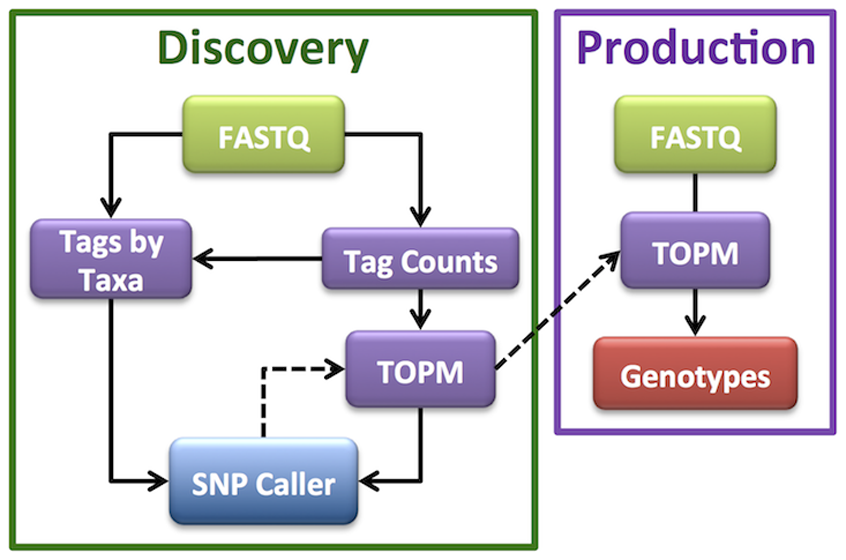 Discovery
FASTQ
Tags by
Taxa
Tag Counts
TOPM
SNP Caller
Production
FASTQ
TOPM
Genotypes